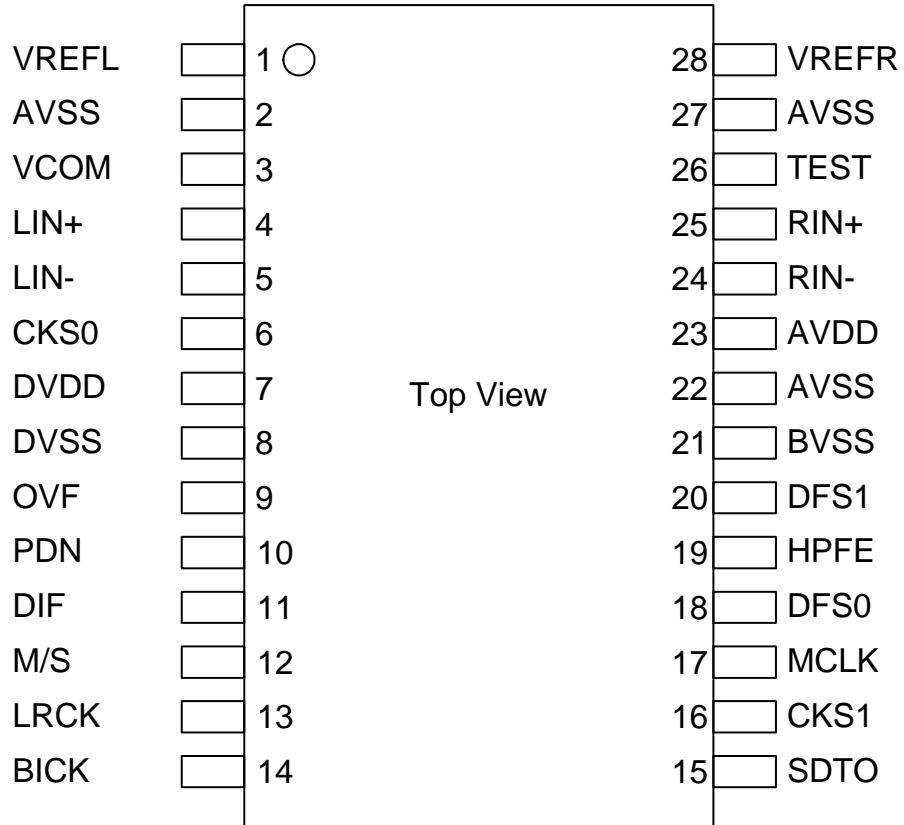 VREFL 1 28 VREFR
AVSS 2 27 AVSS
VCOM 3 26 TEST
LIN+ 4 25 RIN+
LIN- 5 24 RIN-
CKS0 6 23 AVDD
DVDD 7 Top View 22 AVSS
DVSS 8 21 BVSS
OVF 9 20 DFS1
PDN 10 19 HPFE
DIF 11 18 DFS0
M/S 12 17 MCLK
LRCK 13 16 CKS1
BICK 14 15 SDTO